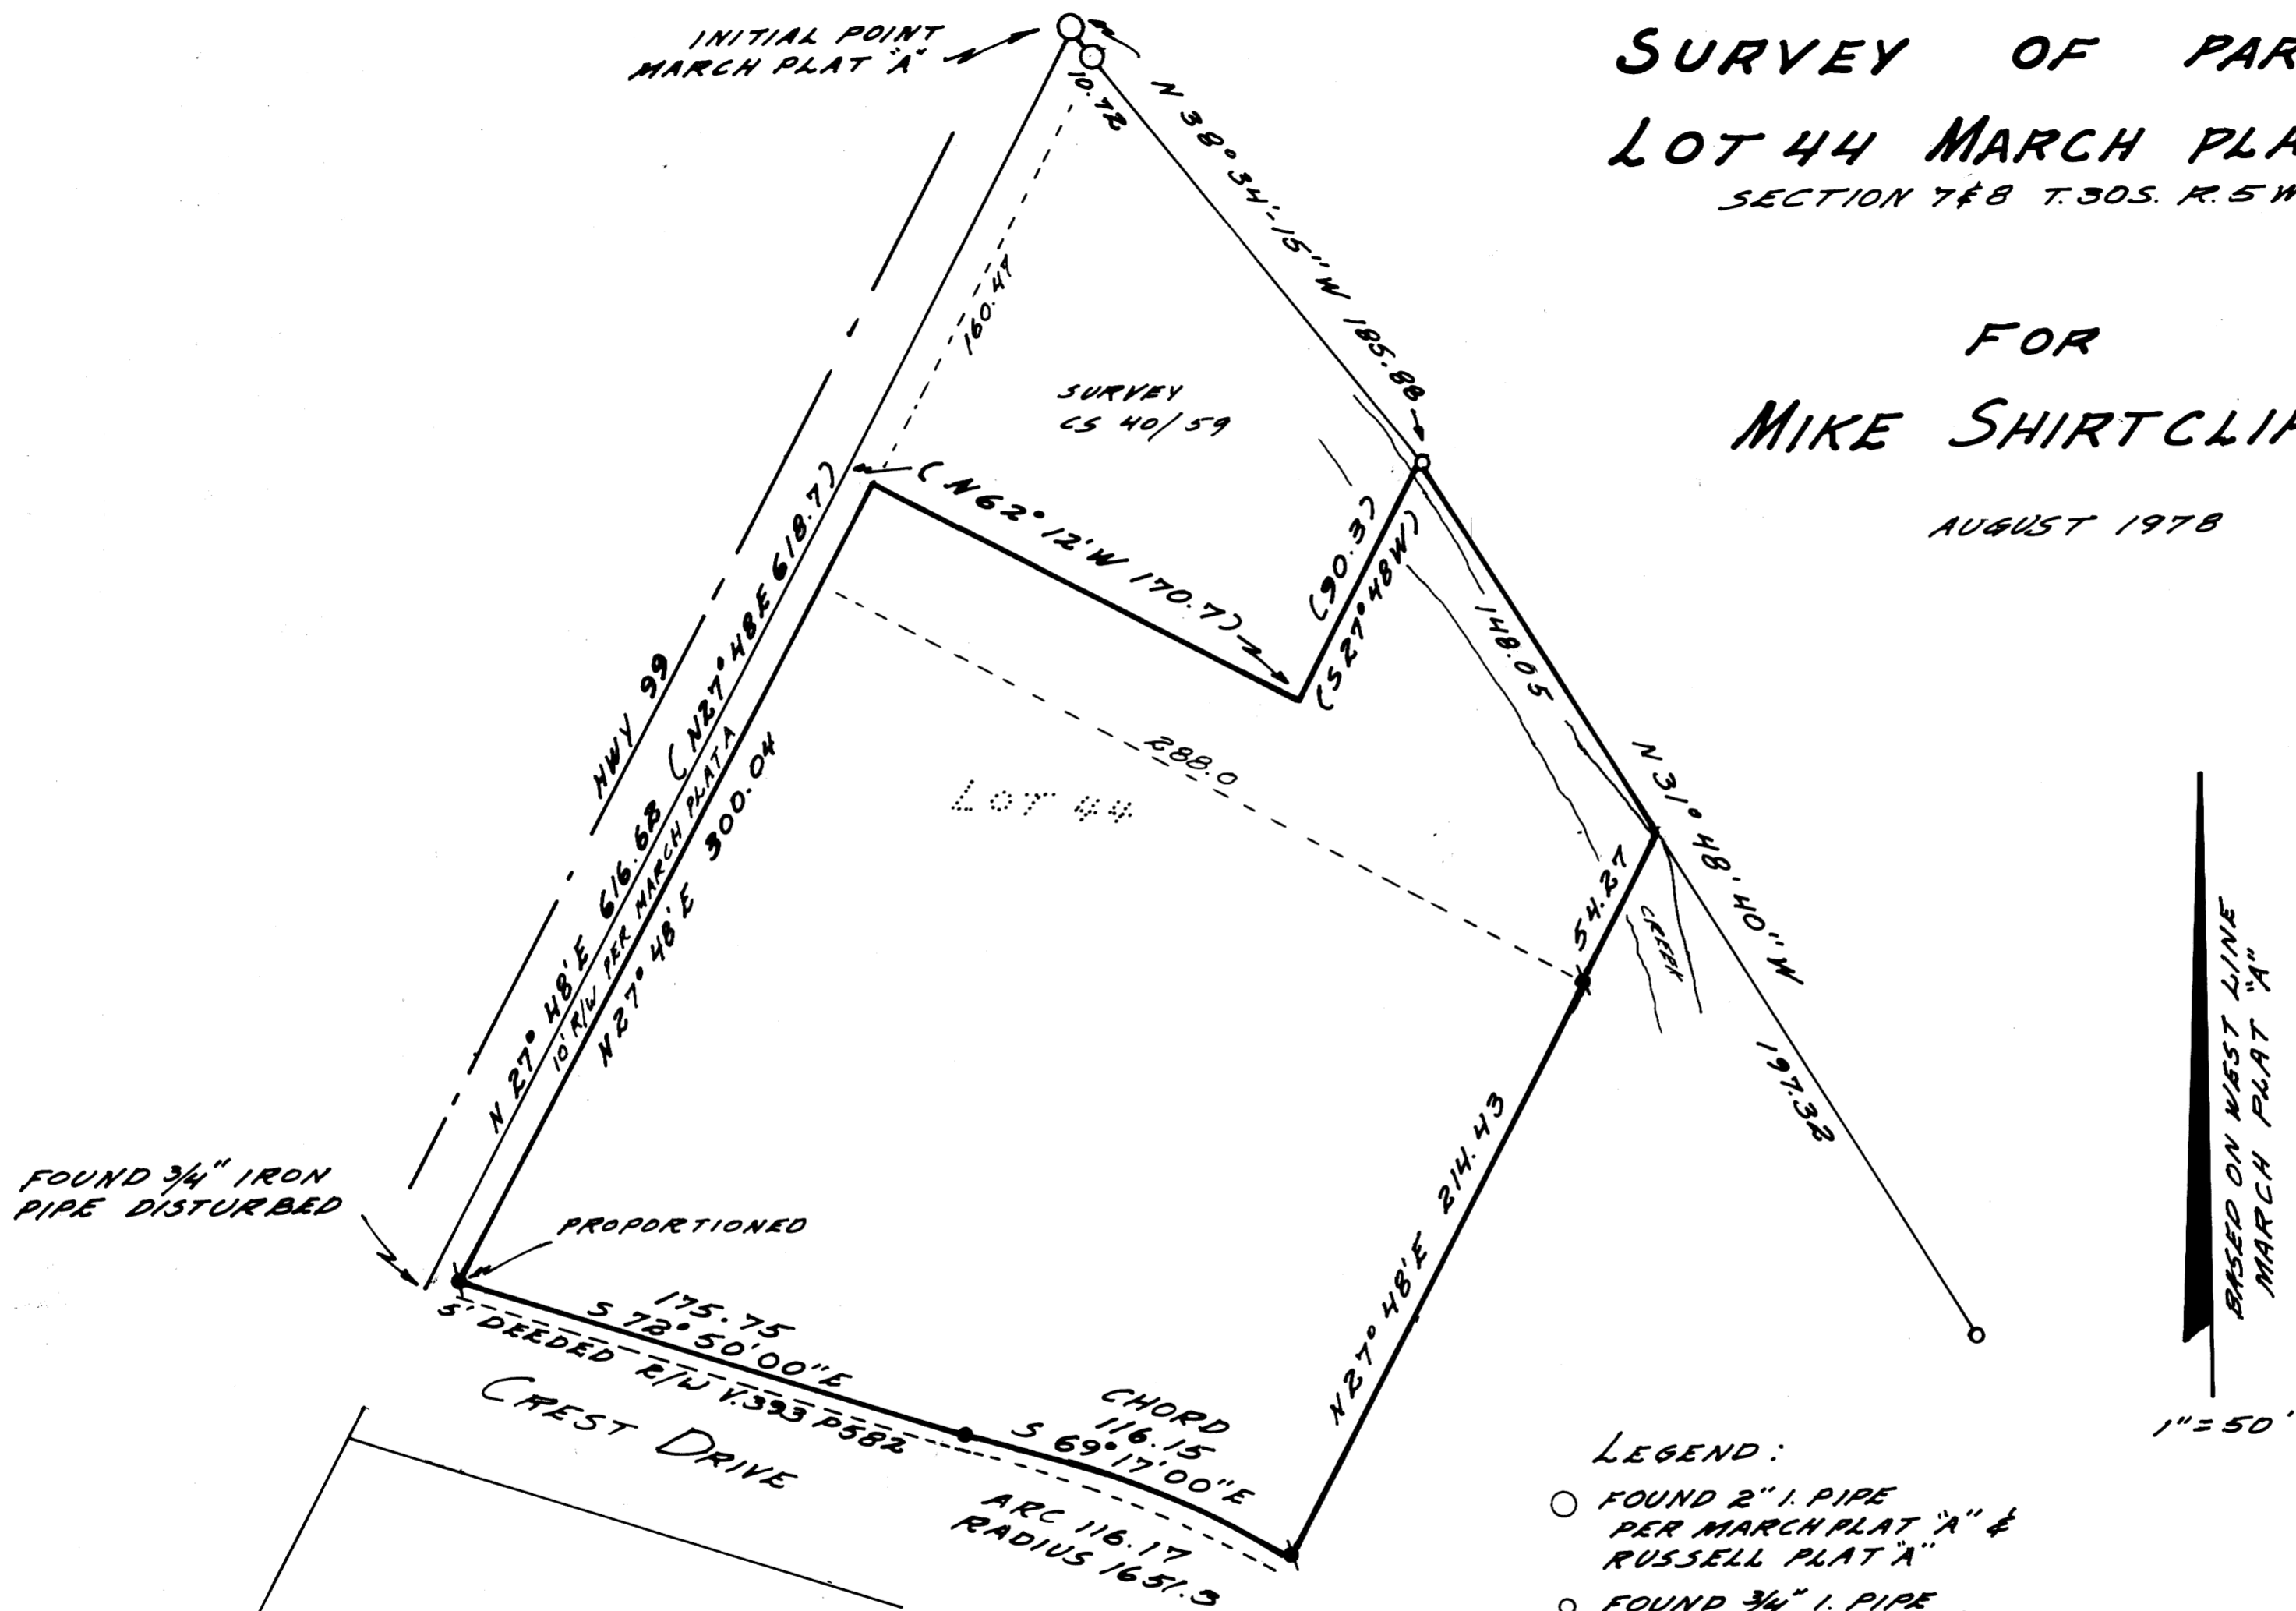 INITIAL POINT
MARCH PLAT "A"
SURVEY OF PAR
LOT 44 MARCH PLA
SECTION 7&8 T.30S. R.5W
FOR
MIKE SHIRTCLIF
AUGUST 1978
10.72
N 38° 34'-15" W 185.88
160.47
SURVEY
CS 40/59
(N62°12'W 170.7)
(90.3)
(S27°48W)
148.05
HWY 99
N 27° 48'E 616.68 (N27°48E 618.7)
10' R/W PER MARCH PLAT A
N27° 48'E 300.04
288.0
LOT 44
N 31° 48' 40" W
197.32
54.27
CREEK
N27° 48'E 214.43
FOUND 3/4" IRON
PIPE DISTURBED
PROPORTIONED
175.75
5' DEEDED R/W V.393 P582
CREST DRIVE
CHORD
116.15
S 69° 17'00"E
ARC 116.17
RADIUS 1651.3
BASED ON WEST LINE
MARCH PLAT "A"
1"=50'
LEGEND:
FOUND 2" I. PIPE
PER MARCH PLAT "A" &
RUSSELL PLAT "A"
FOUND 3/4" I. PIPE